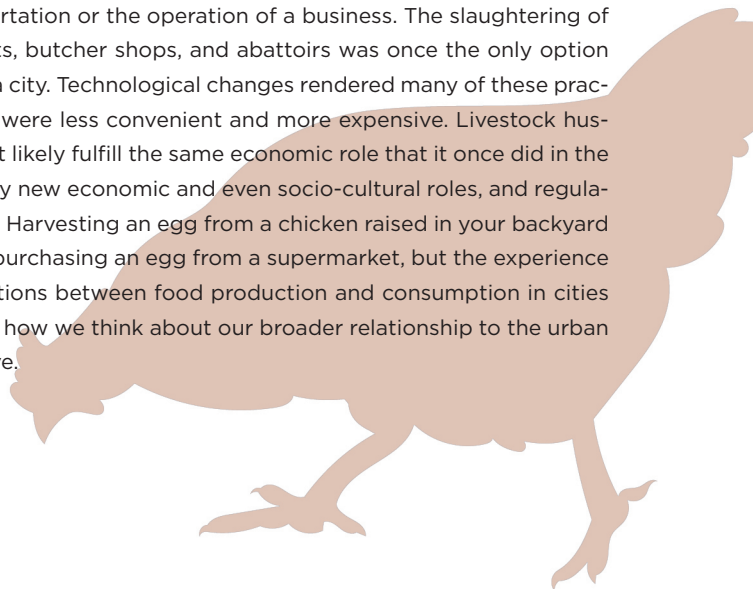 rtation or the operation of a business. The slaughtering of
s, butcher shops, and abattoirs was once the only option
a city. Technological changes rendered many of these prac-
were less convenient and more expensive. Livestock hus-
t likely fulfill the same economic role that it once did in the
y new economic and even socio-cultural roles, and regula-
Harvesting an egg from a chicken raised in your backyard
purchasing an egg from a supermarket, but the experience
tions between food production and consumption in cities
how we think about our broader relationship to the urban
e.